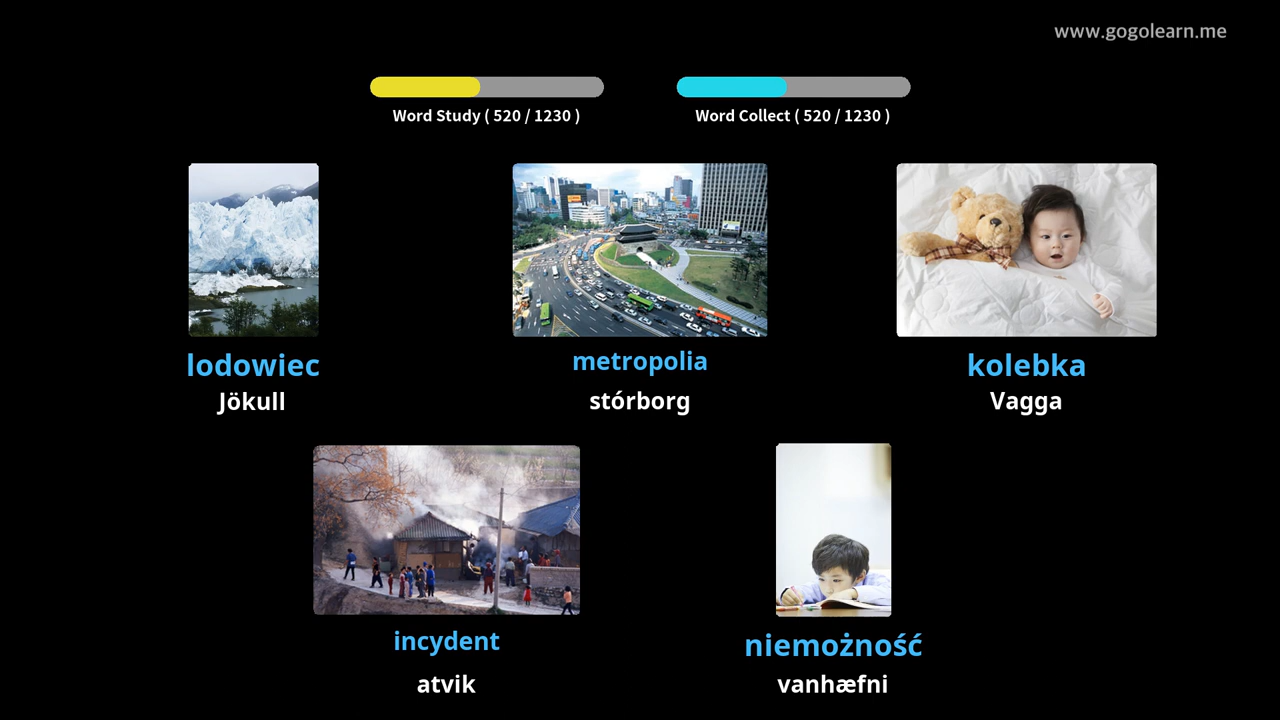 www.gogolearn.me
Word Study ( 520 / 1230 )
Word Collect ( 520 / 1230 )
lodowiec
Jökull
metropolia
stórborg
kolebka
Vagga
incydent
atvik
niemożność
vanhæfni